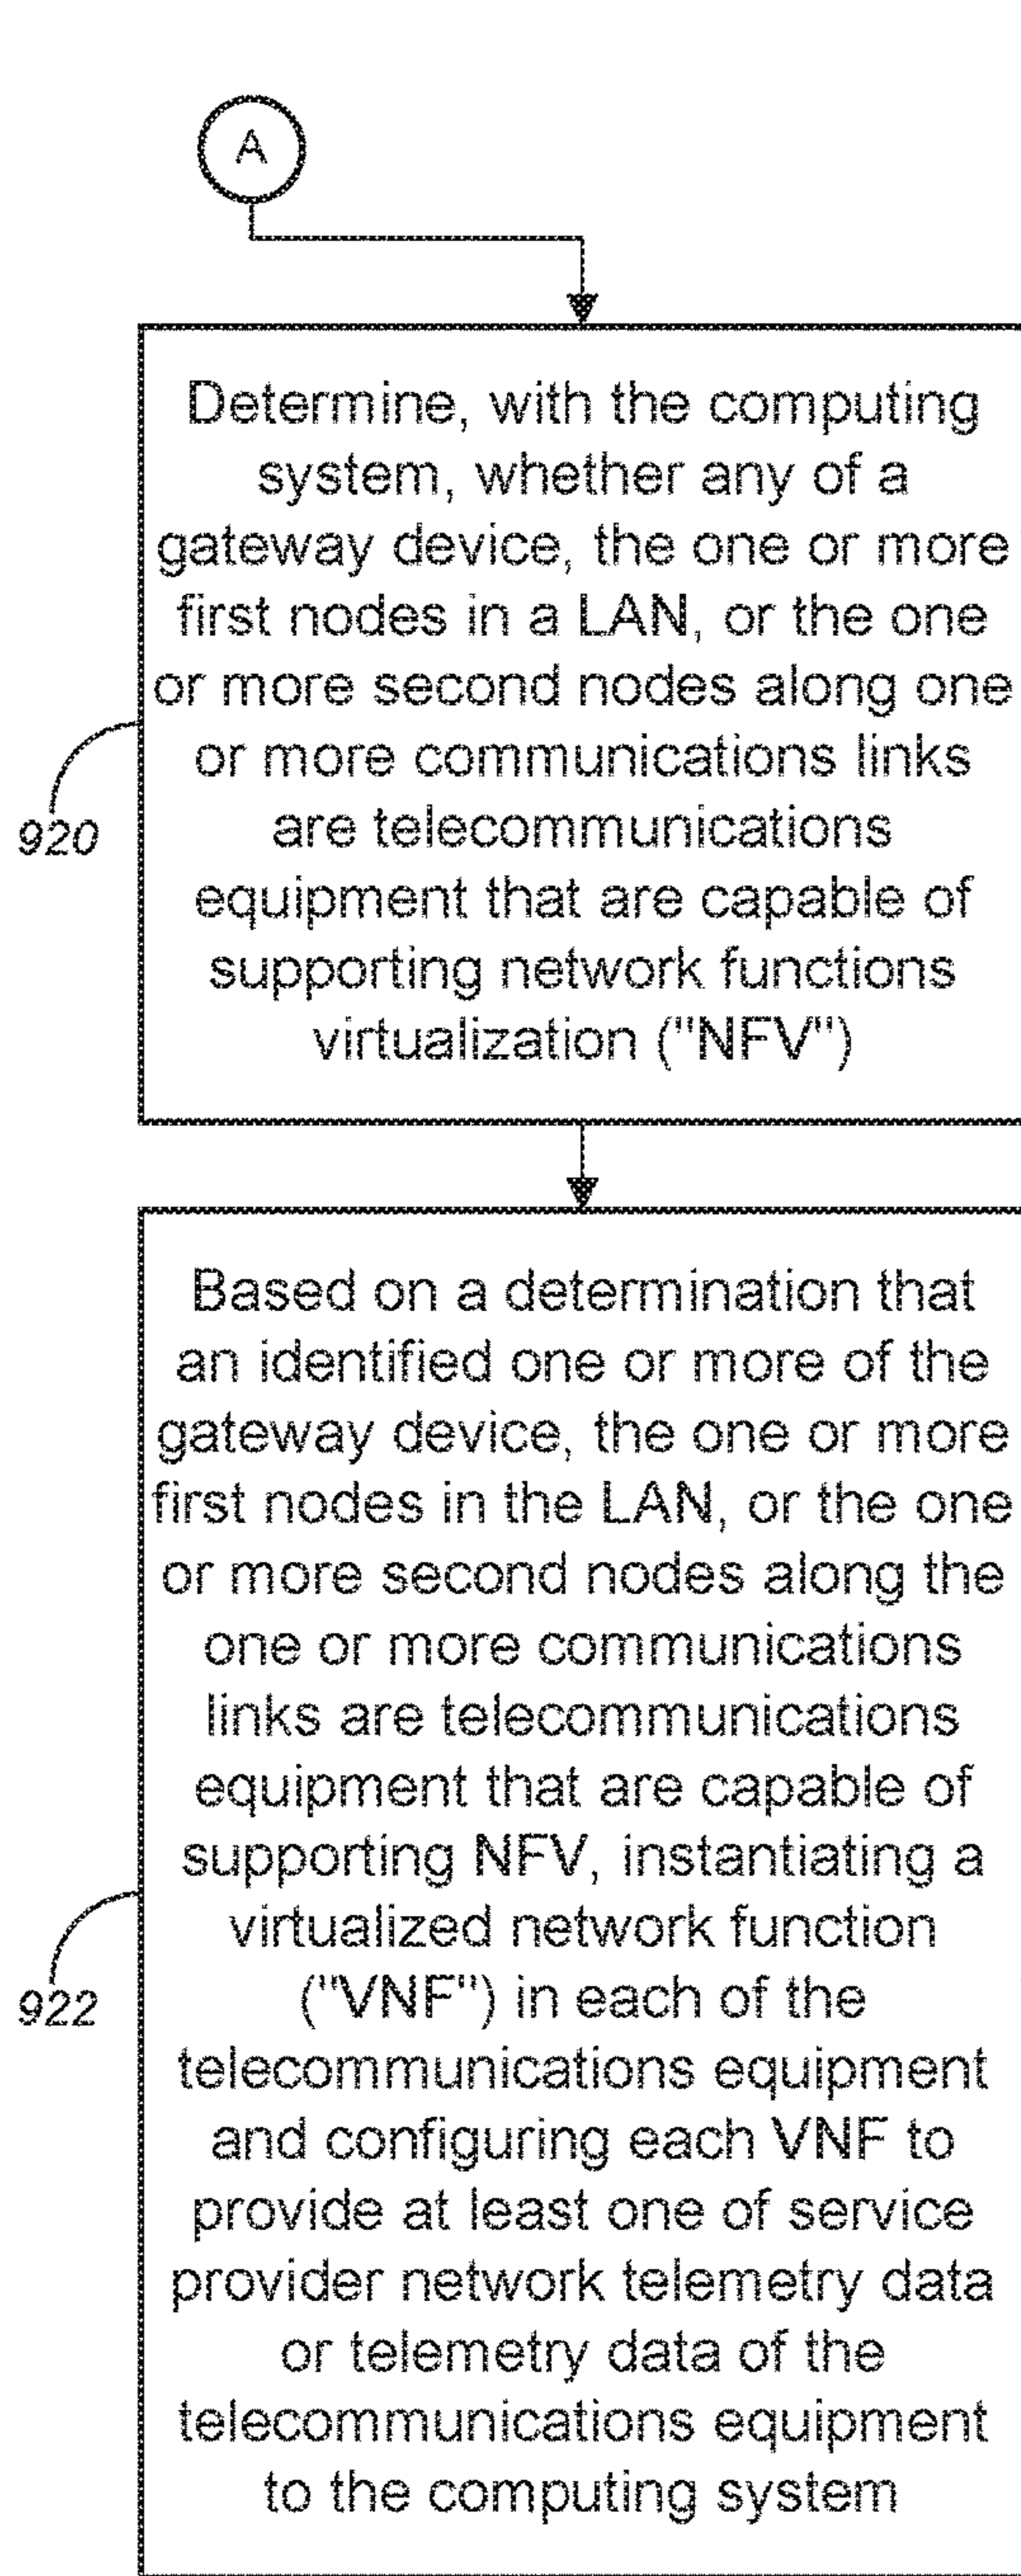 A
Determine, with the computing
system, whether any of a
gateway device, the one or more
first nodes in a LAN, or the one
or more second nodes along one
or more communications links
are telecommunications
equipment that are capable of
supporting network functions
virtualization ("NFV")
920
Based on a determination that
an identified one or more of the
gateway device, the one or more
first nodes in the LAN, or the one
or more second nodes along the
one or more communications
links are telecommunications
equipment that are capable of
supporting NFV, instantiating a
virtualized network function
("VNF") in each of the
telecommunications equipment
and configuring each VNF to
provide at least one of service
provider network telemetry data
or telemetry data of the
telecommunications equipment
to the computing system
922